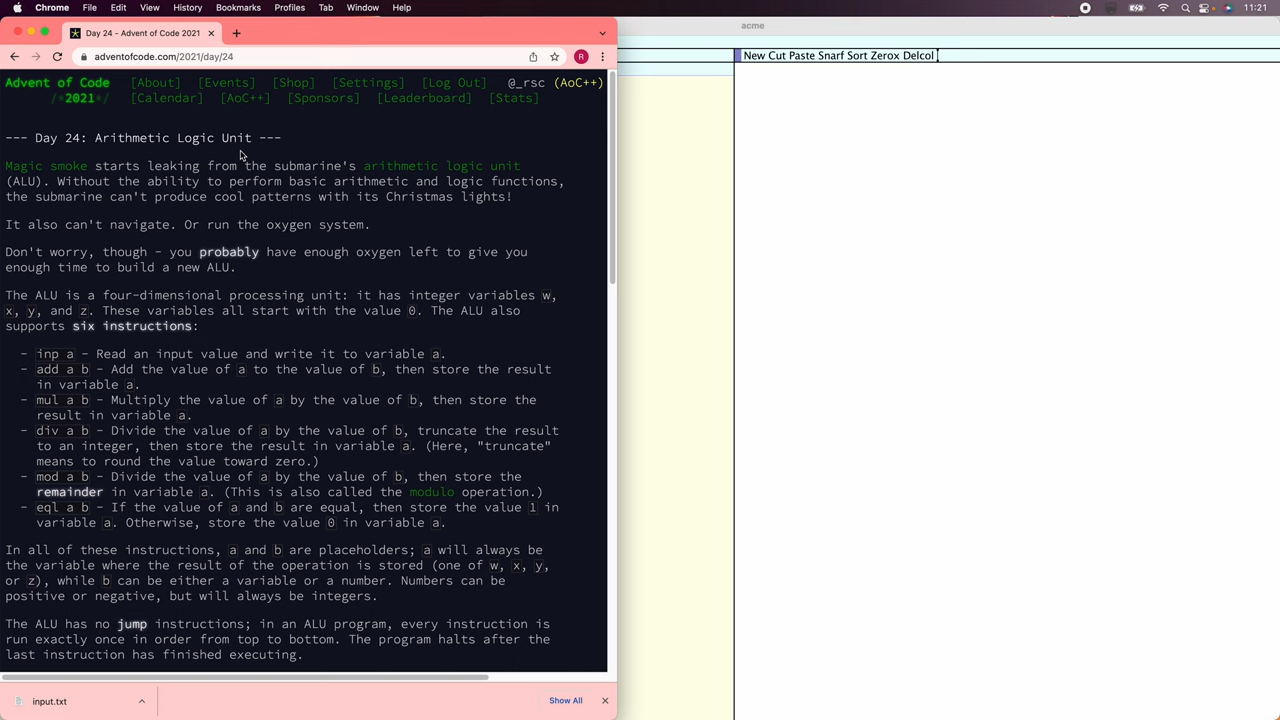 Chrome File Edit View History Bookmarks Profiles Tab Window Help 11:21
Day 24 - Advent of Code 2021
adventofcode.com/2021/day/24
R
acme
New Cut Paste Snarf Sort Zerox Delcol
Advent of Code [About] [Events] [Shop] [Settings] [Log Out] @_rsc (AoC++)
/*2021*/ [Calendar] [AoC++] [Sponsors] [Leaderboard] [Stats]
--- Day 24: Arithmetic Logic Unit ---
Magic smoke starts leaking from the submarine's arithmetic logic unit
(ALU). Without the ability to perform basic arithmetic and logic functions,
the submarine can't produce cool patterns with its Christmas lights!
It also can't navigate. Or run the oxygen system.
Don't worry, though - you probably have enough oxygen left to give you
enough time to build a new ALU.
The ALU is a four-dimensional processing unit: it has integer variables w,
x, y, and z. These variables all start with the value 0. The ALU also
supports six instructions:
- inp a - Read an input value and write it to variable a.
- add a b - Add the value of a to the value of b, then store the result
in variable a.
- mul a b - Multiply the value of a by the value of b, then store the
result in variable a.
- div a b - Divide the value of a by the value of b, truncate the result
to an integer, then store the result in variable a. (Here, "truncate"
means to round the value toward zero.)
- mod a b - Divide the value of a by the value of b, then store the
remainder in variable a. (This is also called the modulo operation.)
- eql a b - If the value of a and b are equal, then store the value 1 in
variable a. Otherwise, store the value 0 in variable a.
In all of these instructions, a and b are placeholders; a will always be
the variable where the result of the operation is stored (one of w, x, y,
or z), while b can be either a variable or a number. Numbers can be
positive or negative, but will always be integers.
The ALU has no jump instructions; in an ALU program, every instruction is
run exactly once in order from top to bottom. The program halts after the
last instruction has finished executing.
input.txt
Show All